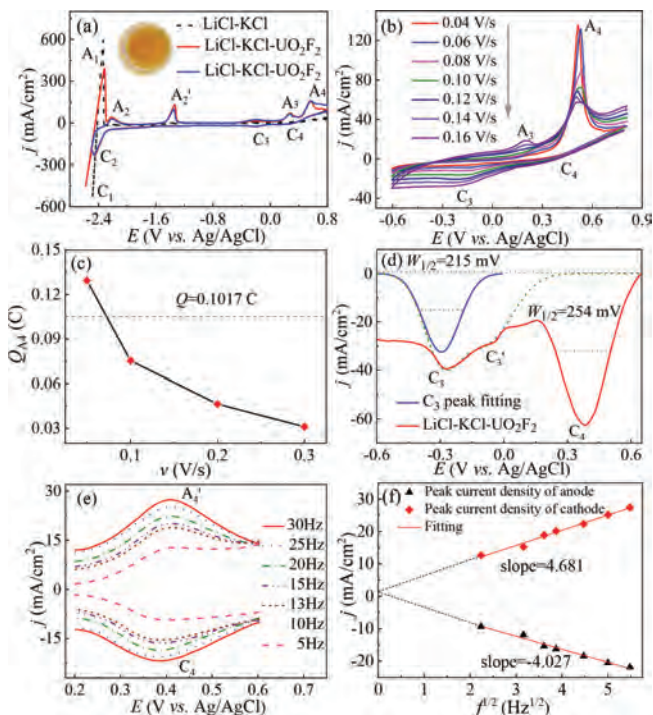 (a)
LiCl-KCl
LiCl-KCl-UO2F2
LiCl-KCl-UO2F2
A1
A2
A2'
A3
A4
C1
C2
C3
C4
600
300
0
-300
-600
j (mA/cm²)
-2.4 -1.6 -0.8 0.0 0.8
E (V vs. Ag/AgCl)
(b)
0.04 V/s
0.06 V/s
0.08 V/s
0.10 V/s
0.12 V/s
0.14 V/s
0.16 V/s
A4
C3
C4
120
80
40
0
-40
j (mA/cm²)
-0.6 -0.3 0.0 0.3 0.6 0.9
E (V vs. Ag/AgCl)
(c)
Q=0.1017 C
0.15
0.12
0.09
0.06
0.03
QA4 (C)
0.1 0.2 0.3
v (V/s)
(d)
W1/2=215 mV
W1/2=254 mV
C3
C3'
C4
C3 peak fitting
LiCl-KCl-UO2F2
0
-20
-40
-60
j (mA/cm²)
-0.6 -0.3 0.0 0.3 0.6
E (V vs. Ag/AgCl)
(e)
A4'
30Hz
25Hz
20Hz
15Hz
13Hz
10Hz
5Hz
C4
30
15
0
-15
j (mA/cm²)
0.2 0.3 0.4 0.5 0.6 0.7
E (V vs. Ag/AgCl)
(f)
Peak current density of anode
Peak current density of cathode
Fitting
slope=4.681
slope=-4.027
30
20
10
0
-10
-20
j (mA/cm²)
0 1 2 3 4 5
f1/2 (Hz1/2)